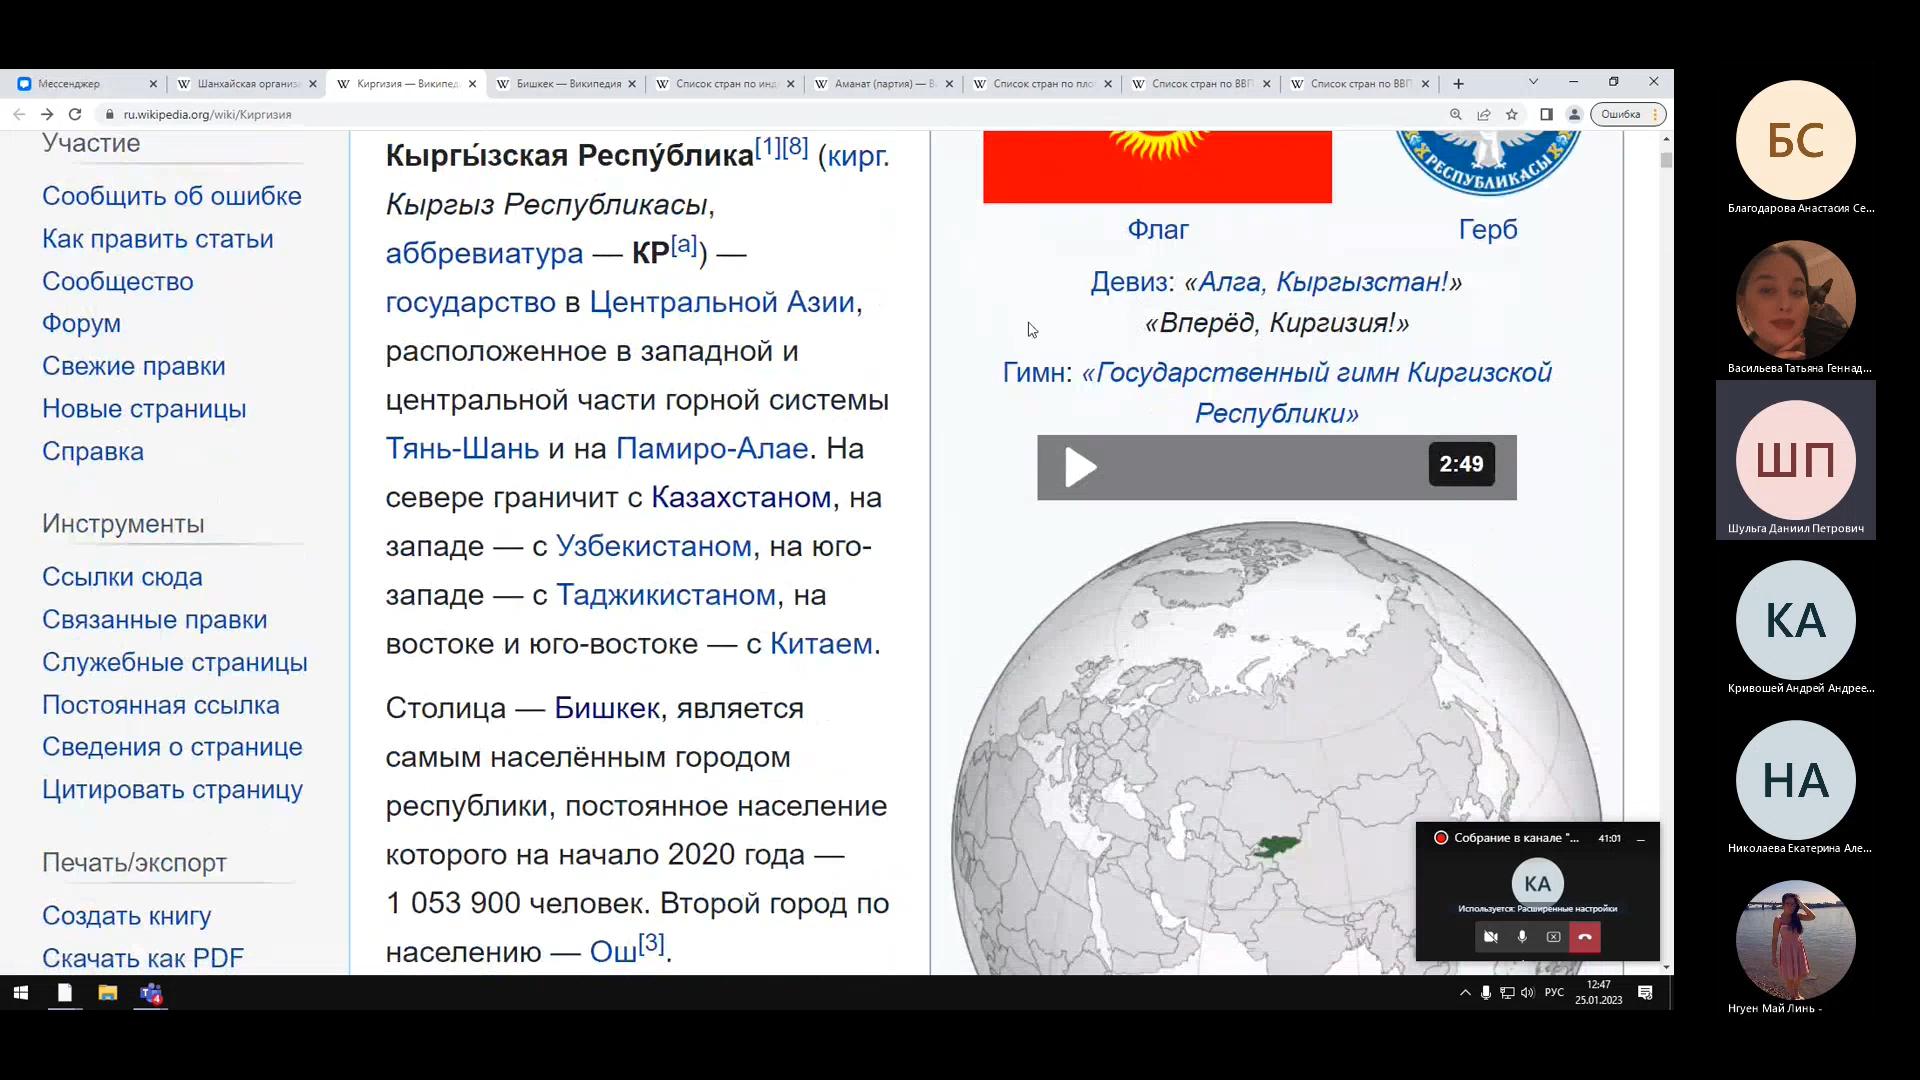 Мессенджер
Шанхайская организа
Киргизия — Википед
Бишкек — Википедия
Список стран по инд
Аманат (партия) — В
Список стран по пло
Список стран по ВВП
Список стран по ВВП
ru.wikipedia.org/wiki/Киргизия
Ошибка
Участие
Сообщить об ошибке
Как править статьи
Сообщество
Форум
Свежие правки
Новые страницы
Справка
Инструменты
Ссылки сюда
Связанные правки
Служебные страницы
Постоянная ссылка
Сведения о странице
Цитировать страницу
Печать/экспорт
Создать книгу
Скачать как PDF
Кыргы́зская Респу́блика[1][8] (кирг.
Кыргыз Республикасы,
аббревиатура — КР[a]) —
государство в Центральной Азии,
расположенное в западной и
центральной части горной системы
Тянь-Шань и на Памиро-Алае. На
севере граничит с Казахстаном, на
западе — с Узбекистаном, на юго-
западе — с Таджикистаном, на
востоке и юго-востоке — с Китаем.
Столица — Бишкек, является
самым населённым городом
республики, постоянное население
которого на начало 2020 года —
1 053 900 человек. Второй город по
населению — Ош[3].
РЕСПУБЛИКАСЫ
Флаг
Герб
Девиз: «Алга, Кыргызстан!»
«Вперёд, Киргизия!»
Гимн: «Государственный гимн Киргизской
Республики»
2:49
Собрание в канале "...
41:01
КА
Используется: Расширенные настройки
РУС
12:47
25.01.2023
БС
Благодарова Анастасия Се...
Васильева Татьяна Геннад...
ШП
Шульга Даниил Петрович
КА
Кривошей Андрей Андрее...
НА
Николаева Екатерина Але...
Нгуен Май Линь -